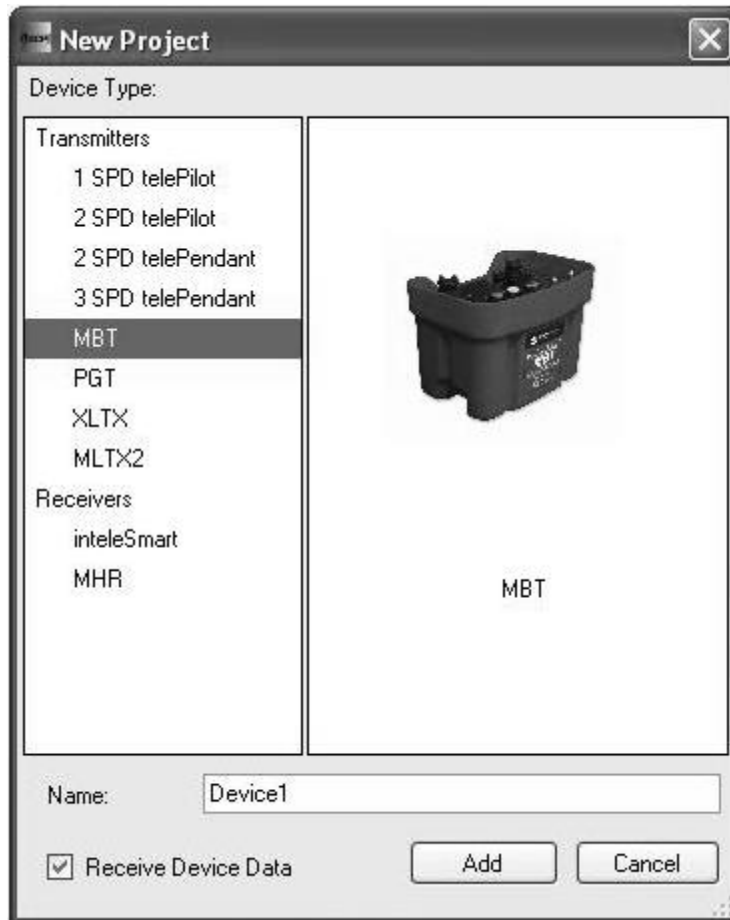 New Project
Device Type:
Transmitters
1 SPD telePilot
2 SPD telePilot
2 SPD telePendant
3 SPD telePendant
MBT
PGT
XLTX
MLTX2
Receivers
inteleSmart
MHR
MBT
Name:
Device1
Receive Device Data
Add
Cancel